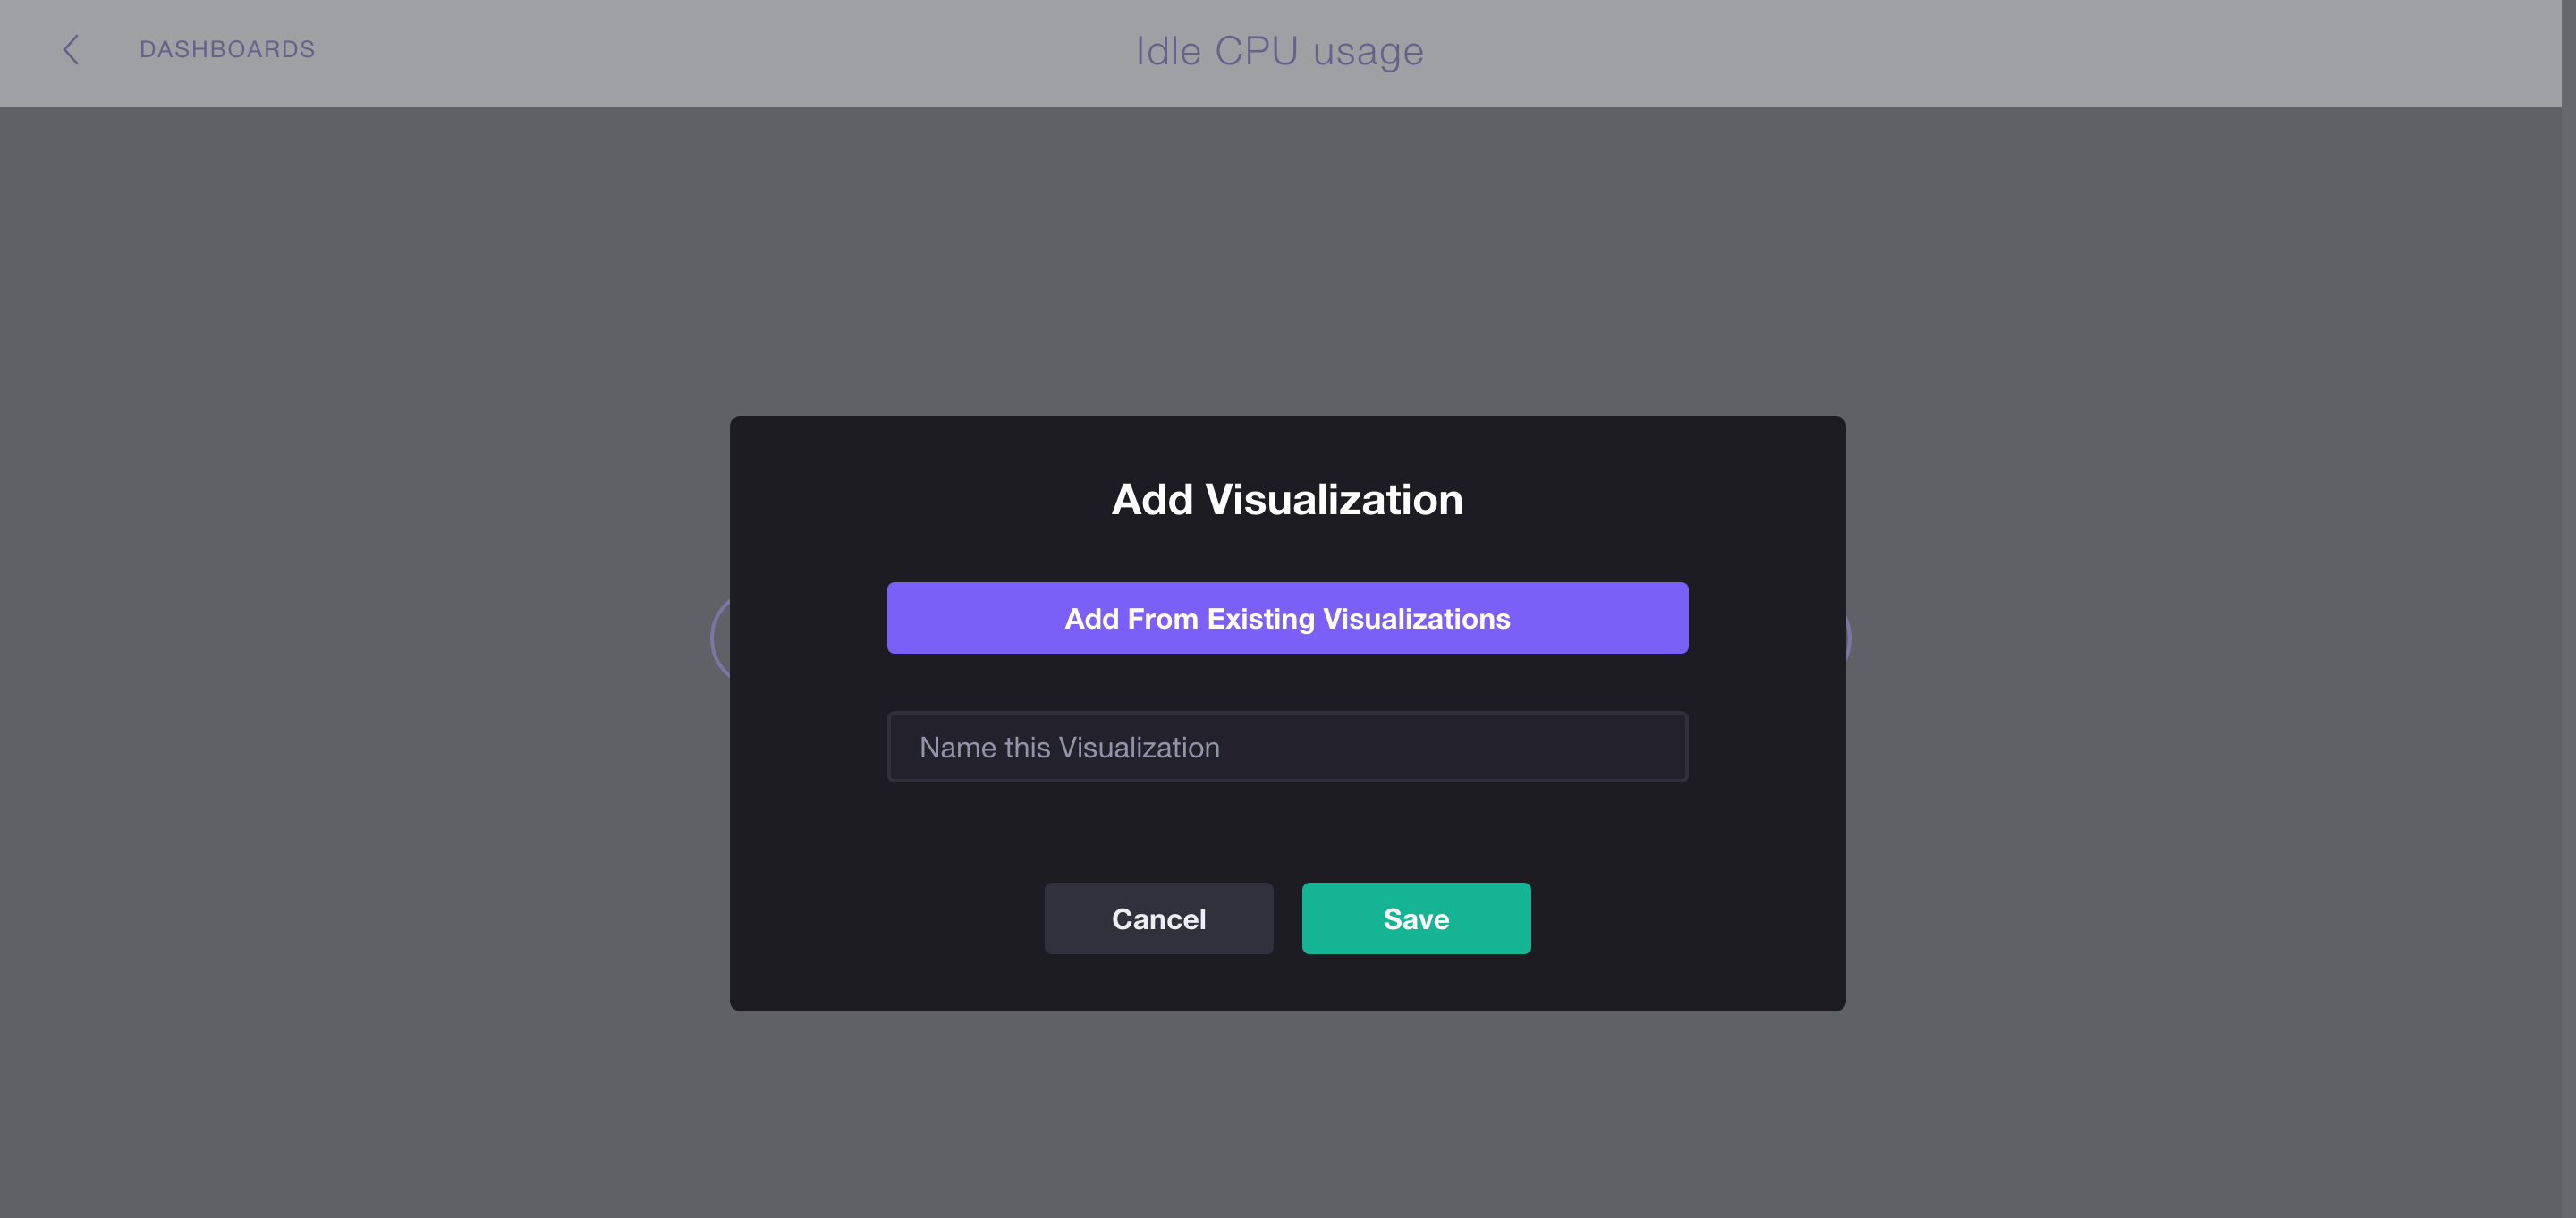 DASHBOARDS
Idle CPU usage
Add Visualization
Add From Existing Visualizations
Name this Visualization
Cancel
Save